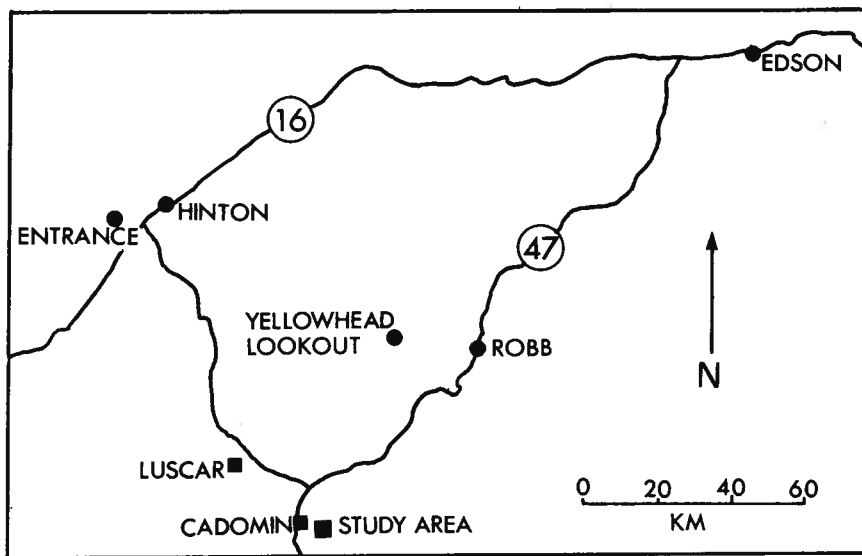 EDSON
16
HINTON
ENTRANCE
47
YELLOWHEAD
LOOKOUT
ROBB
N
LUSCAR
0 20 40 60
KM
CADOMIN
STUDY AREA